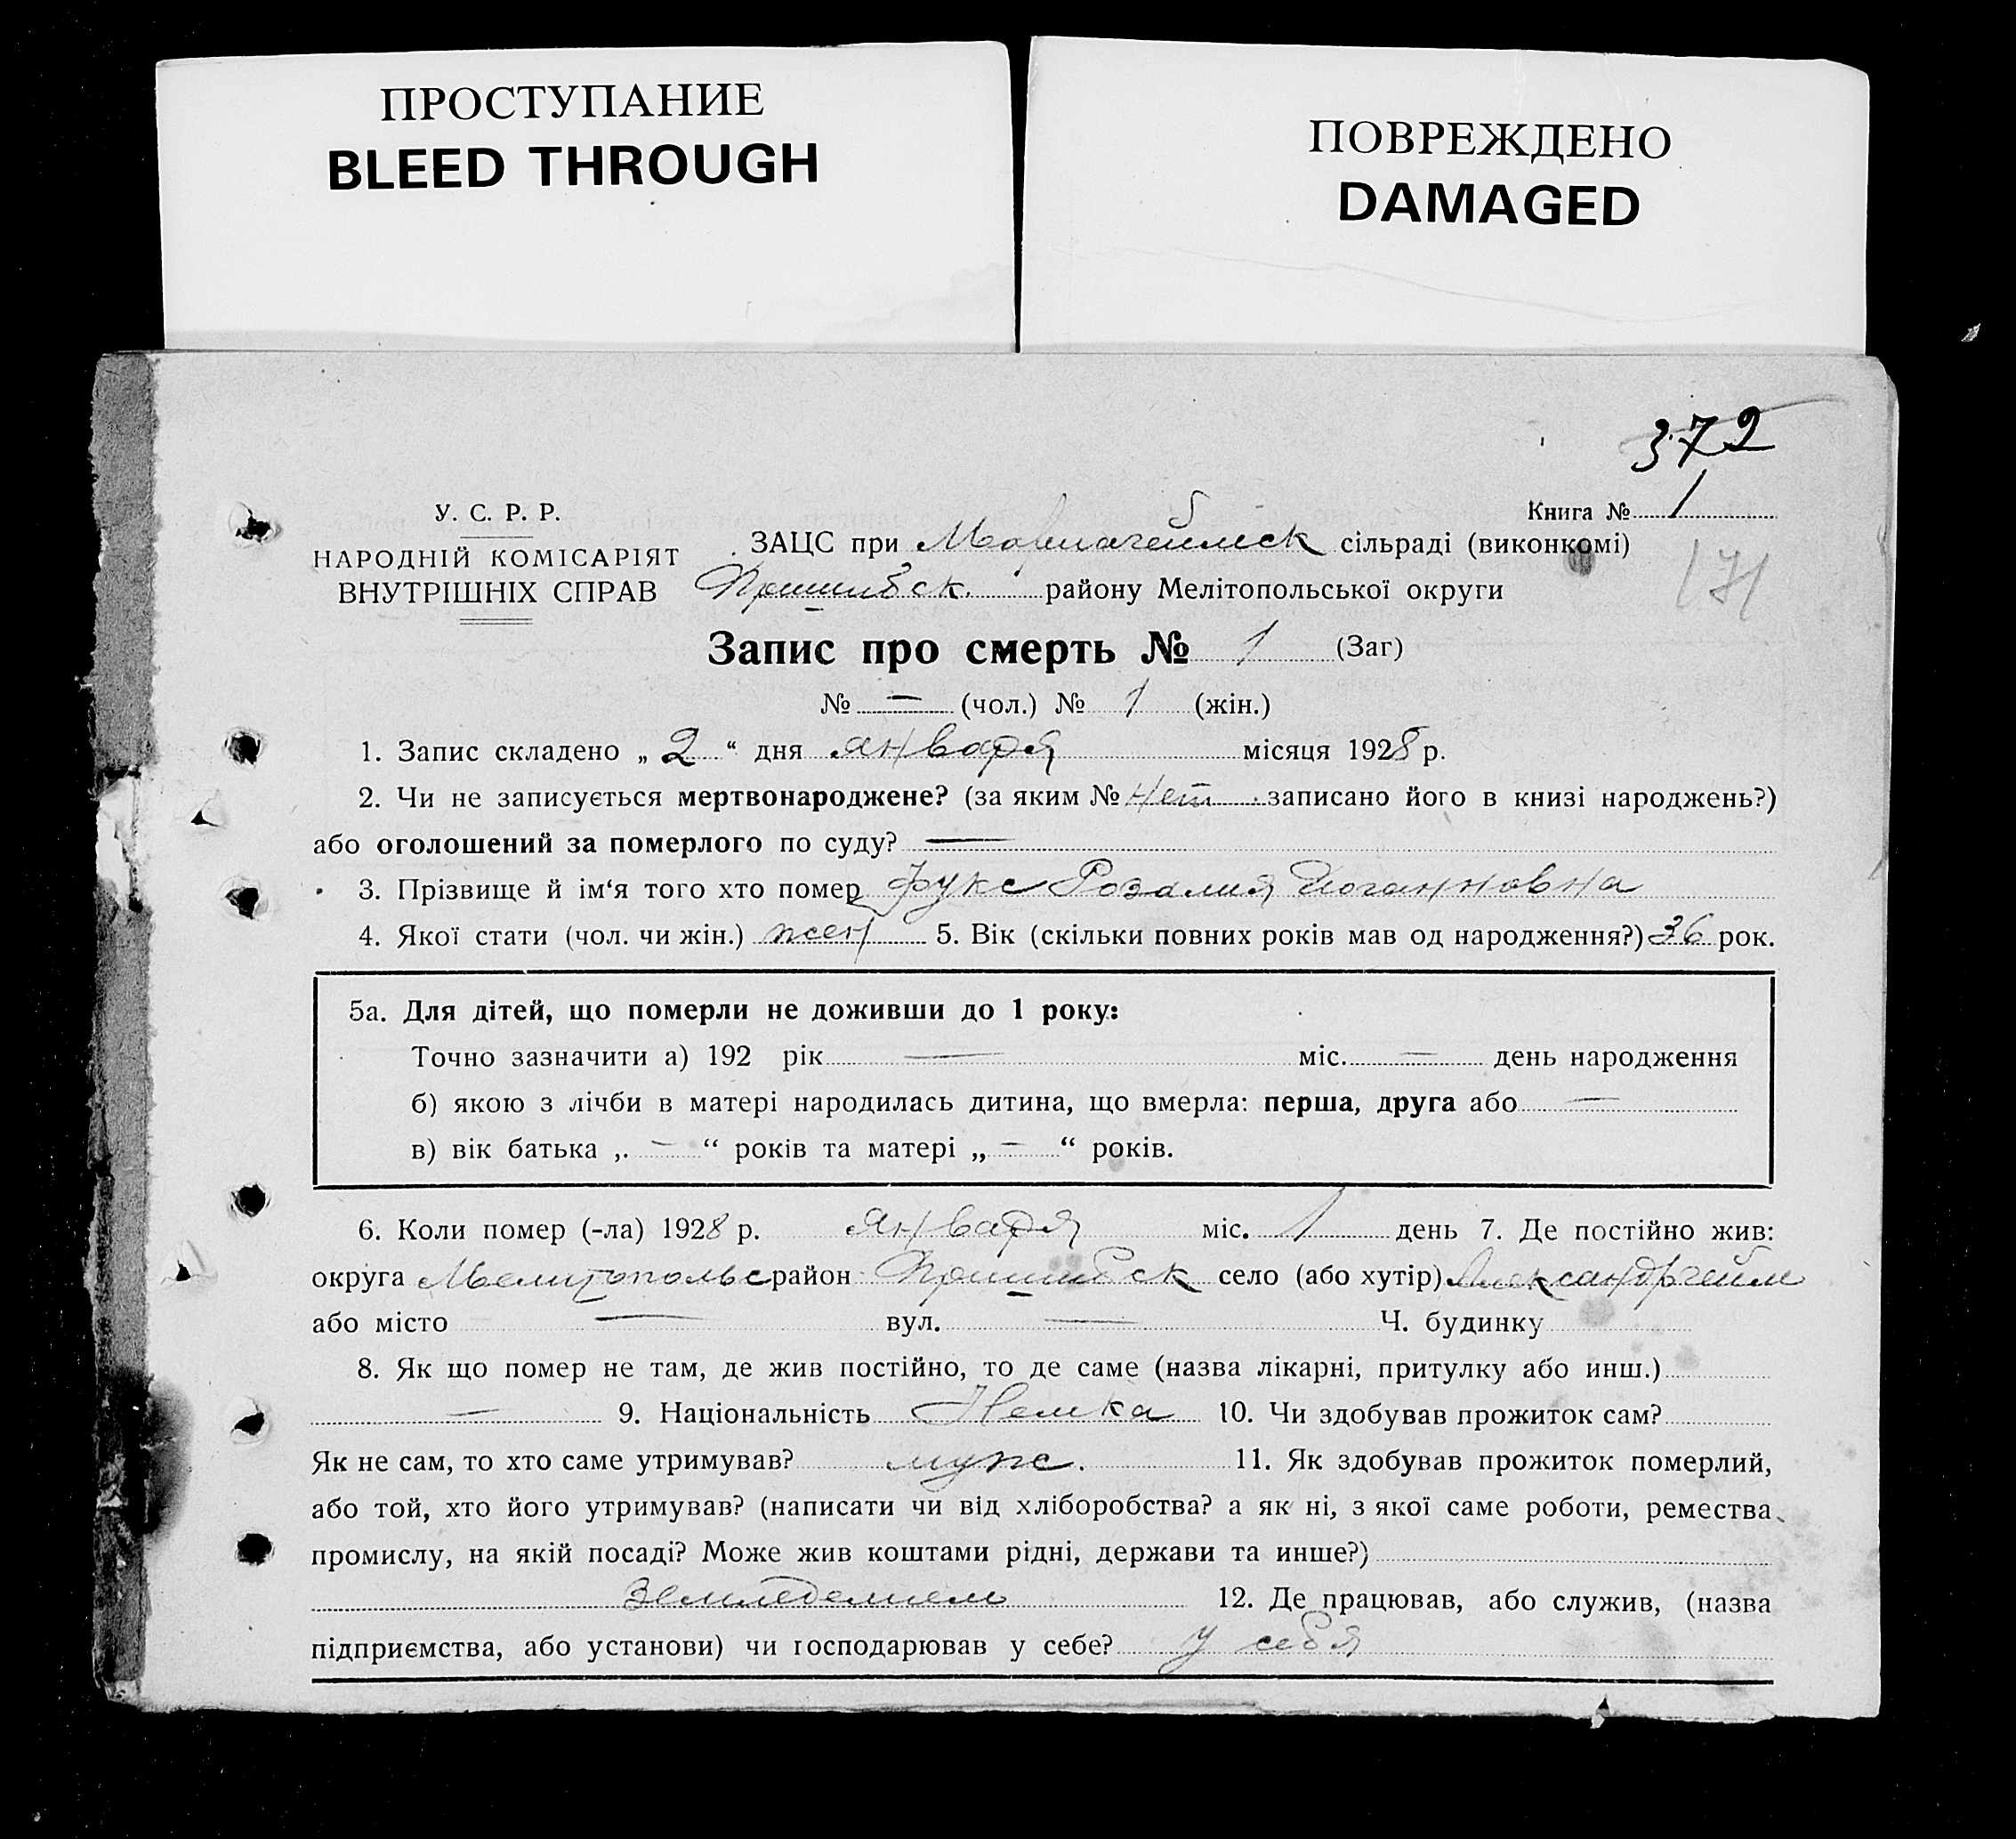 ПРОСТУПАНИЕ
BLEED THROUGH
ПОВРЕЖДЕНО
DAMAGED
372
Книга № 1
171
У. С. Р. Р.
НАРОДНІЙ КОМІСАРІЯТ
ВНУТРІШНІХ СПРАВ
ЗАЦС при сільраді (виконкомі)
Пришибск. району Мелітопольської округи
Запис про смерть № 1 (Заг)
№ — (чол.) № 1 (жін.)
1. Запис складено „ 2 “ дня января місяця 1928 р.
2. Чи не записується мертвонароджене? (за яким № нет записано його в книзі народжень?)
або оголошений за померлого по суду? —
3. Прізвище й ім‘я того хто помер Фукс Розалия Иоганновна
4. Якої стати (чол. чи жін.) жен 5. Вік (скільки повних років мав од народження?) 36 рок.
5а. Для дітей, що померли не доживши до 1 року:
Точно зазначити а) 192 рік — міс. — день народження
б) якою з лічби в матері народилась дитина, що вмерла: перша, друга або —
в) вік батька „ — “ років та матері „ — “ років.
6. Коли помер (-ла) 1928 р. января міс. 1 день 7. Де постійно жив:
округа Мелитопольс район Пришибск село (або хутір) Александргейм
або місто — вул. — Ч. будинку
8. Як що помер не там, де жив постійно, то де саме (назва лікарні, притулку або инш.)
— 9. Національність Немка 10. Чи здобував прожиток сам?
Як не сам, то хто саме утримував? муж. 11. Як здобував прожиток померлий,
або той, хто його утримував? (написати чи від хліборобства? а як ні, з якої саме роботи, ремества
промислу, на якій посаді? Може жив коштами рідні, держави та инше?)
Земледелием 12. Де працював, або служив, (назва
підприємства, або установи) чи господарював у себе? у себя